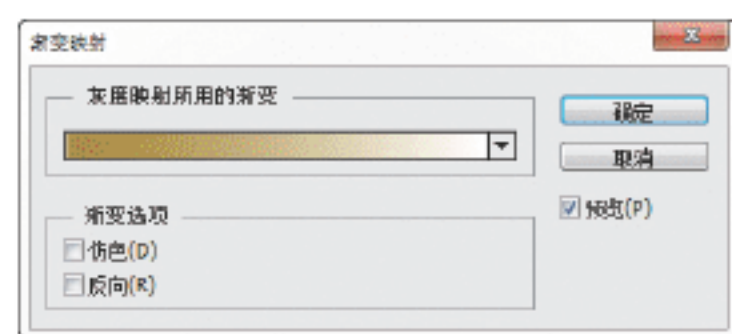 渐变映射
灰度映射所用的渐变
确定
取消
渐变选项
预览(P)
仿色(D)
反向(R)